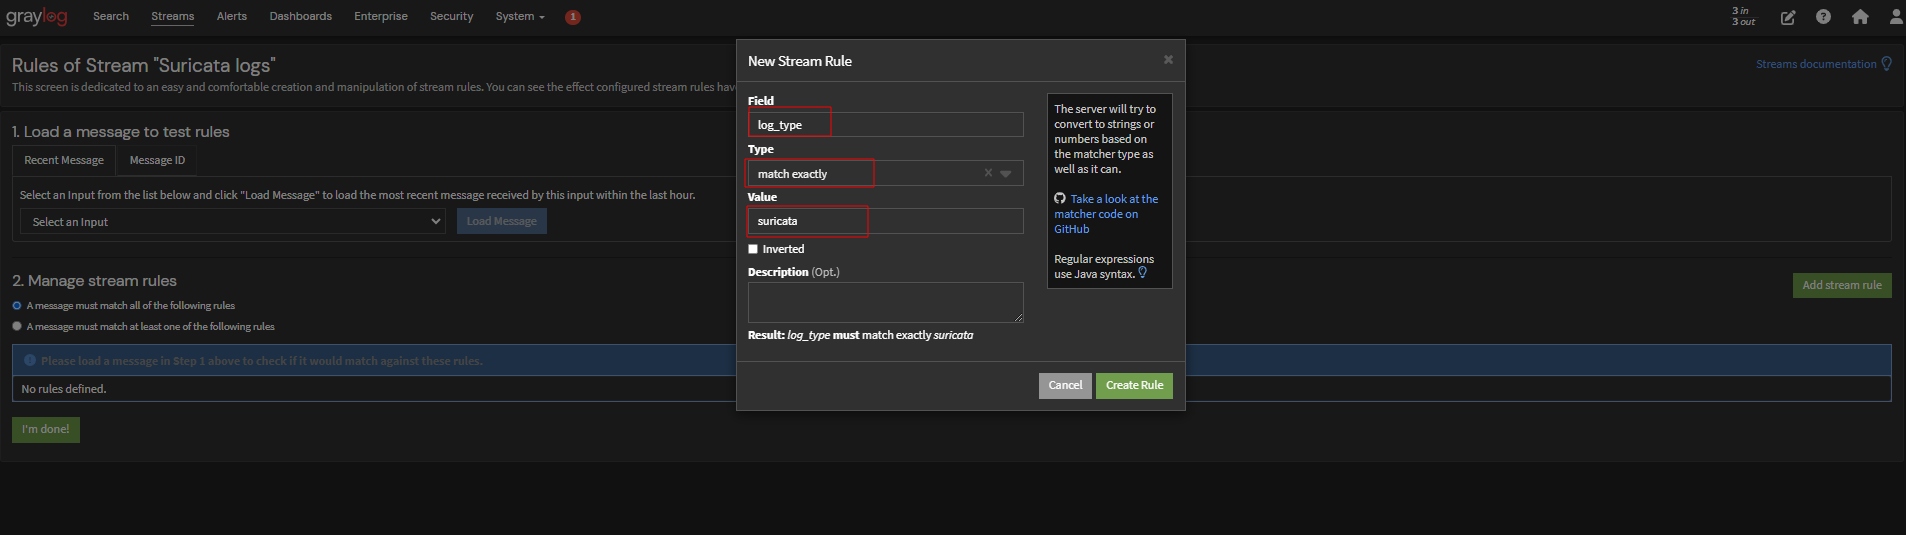 graylog
Search
Streams
Alerts
Dashboards
Enterprise
Security
System
1
3 in
3 out
Rules of Stream "Suricata logs"
This screen is dedicated to an easy and comfortable creation and manipulation of stream rules. You can see the effect configured stream rules hav
Streams documentation
1. Load a message to test rules
Recent Message
Message ID
Select an Input from the list below and click "Load Message" to load the most recent message received by this input within the last hour.
Select an Input
Load Message
2. Manage stream rules
A message must match all of the following rules
A message must match at least one of the following rules
Add stream rule
Please load a message in Step 1 above to check if it would match against these rules.
No rules defined.
I'm done!
New Stream Rule
×
Field
log_type
Type
match exactly
×
Value
suricata
Inverted
Description (Opt.)
Result: log_type must match exactly suricata
The server will try to
convert to strings or
numbers based on
the matcher type as
well as it can.
Take a look at the
matcher code on
GitHub
Regular expressions
use Java syntax.
Cancel
Create Rule